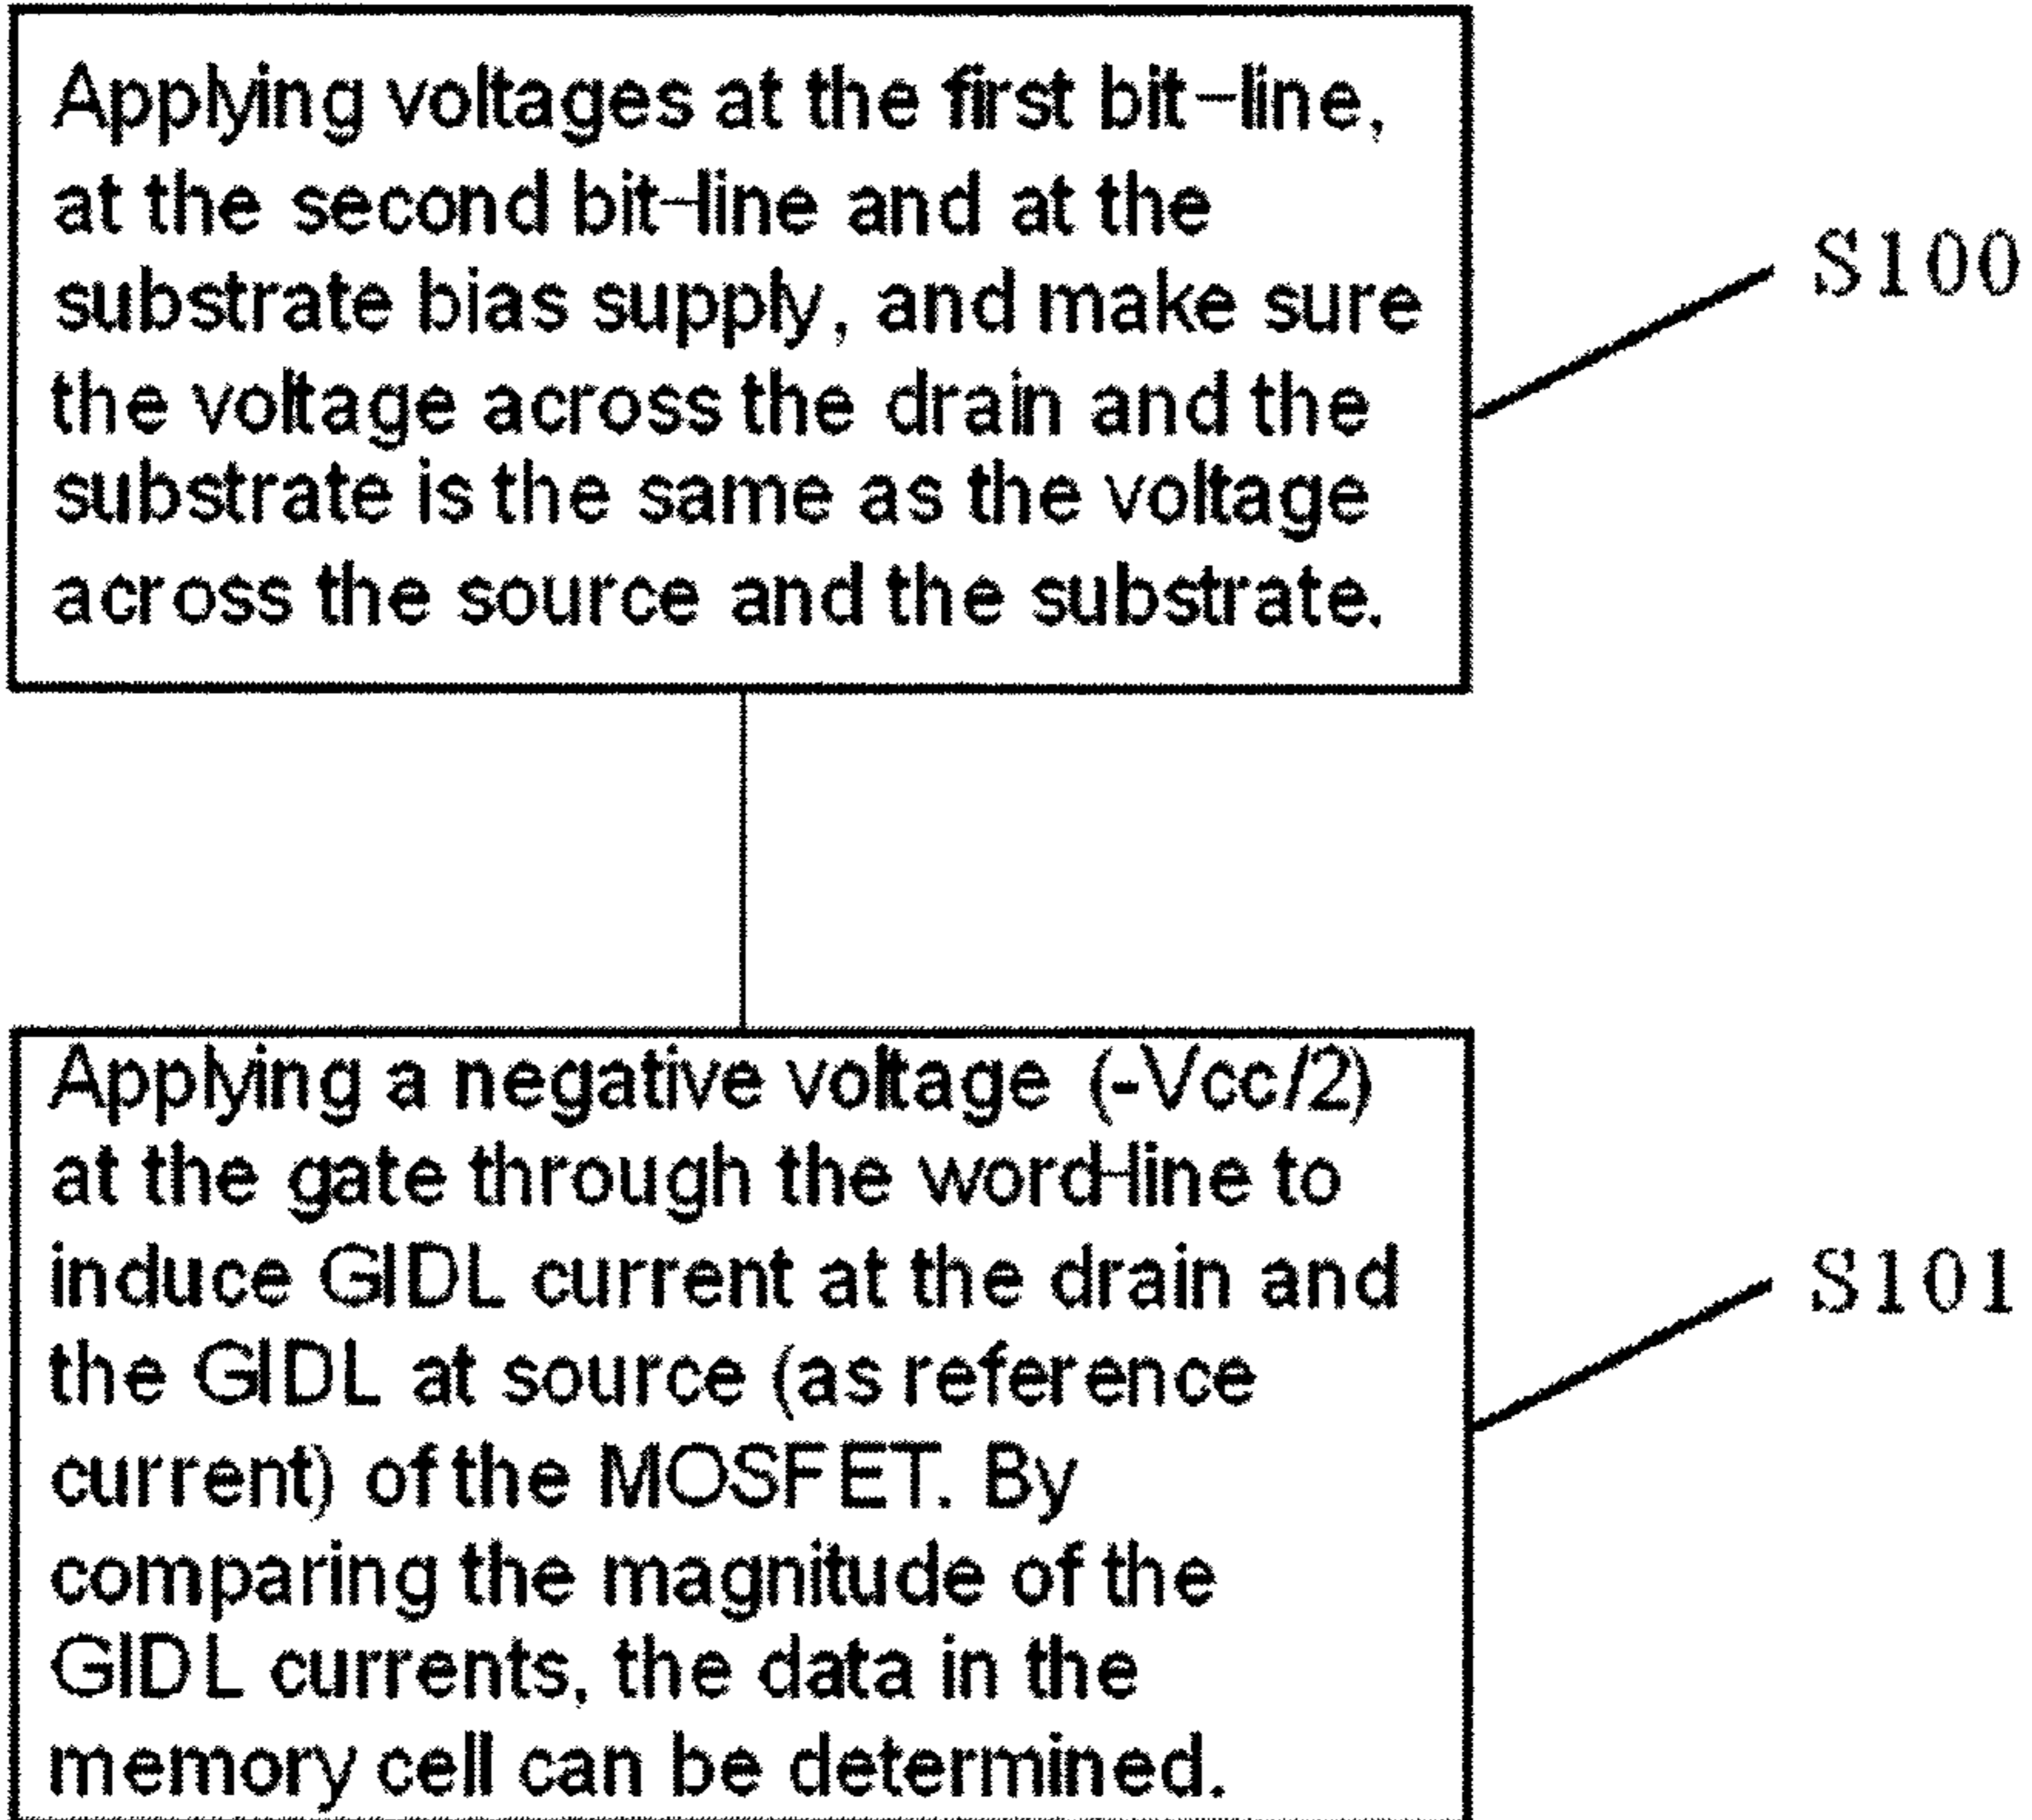 Applying voltages at the first bit-line,
at the second bit-line and at the
substrate bias supply, and make sure
the voltage across the drain and the
substrate is the same as the voltage
across the source and the substrate.
S100
Applying a negative voltage (-Vcc/2)
at the gate through the word-line to
induce GIDL current at the drain and
the GIDL at source (as reference
current) of the MOSFET. By
comparing the magnitude of the
GIDL currents, the data in the
memory cell can be determined.
S101